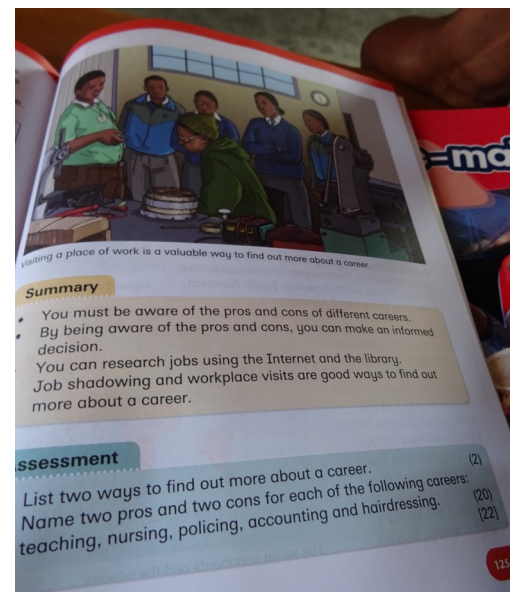 Visiting a place of work is a valuable way to find out more about a career.
Summary
• You must be aware of the pros and cons of different careers.
• By being aware of the pros and cons, you can make an informed
decision.
You can research jobs using the Internet and the library.
Job shadowing and workplace visits are good ways to find out
more about a career.
ssessment
List two ways to find out more about a career. (2)
Name two pros and two cons for each of the following careers:
teaching, nursing, policing, accounting and hairdressing. (20)
[22]
125
-ma